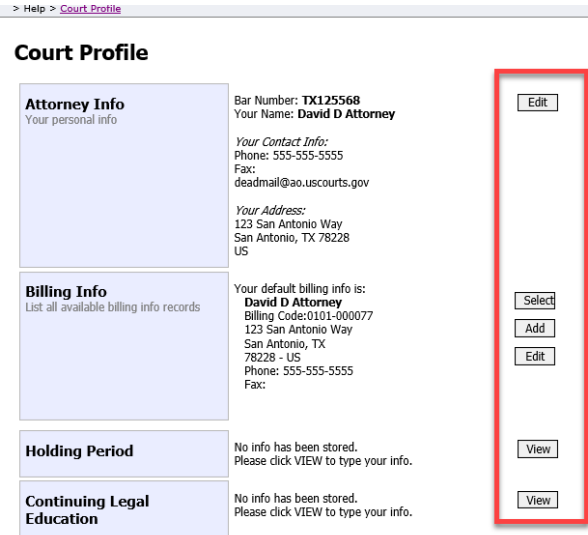 > Help > Court Profile
Court Profile
Attorney Info
Your personal info
Bar Number: TX125568
Your Name: David D Attorney
Your Contact Info:
Phone: 555-555-5555
Fax:
deadmail@ao.uscourts.gov
Your Address:
123 San Antonio Way
San Antonio, TX 78228
US
Edit
Billing Info
List all available billing info records
Your default billing info is:
David D Attorney
Billing Code:0101-000077
123 San Antonio Way
San Antonio, TX
78228 - US
Phone: 555-555-5555
Fax:
Select
Add
Edit
Holding Period
No info has been stored.
Please click VIEW to type your info.
View
Continuing Legal
Education
No info has been stored.
Please click VIEW to type your info.
View